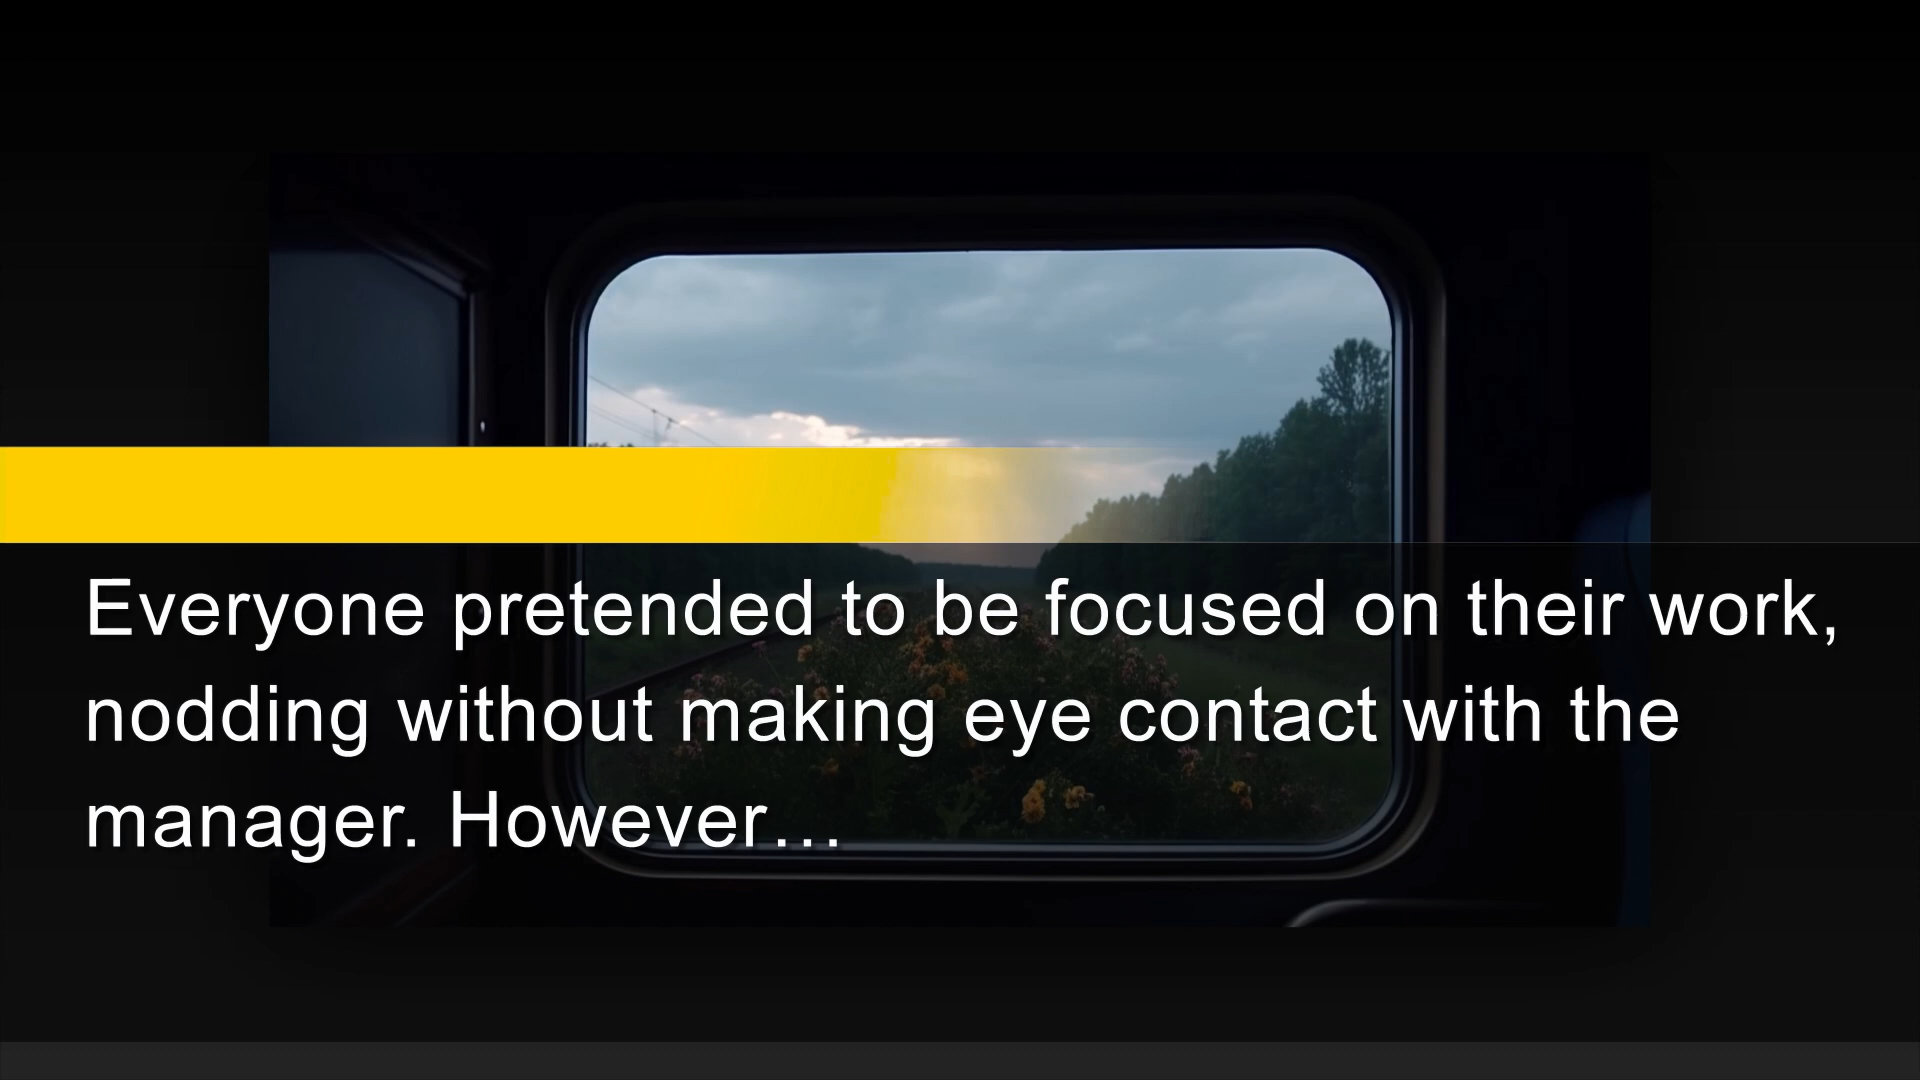 Everyone pretended to be focused on their work,
nodding without making eye contact with the
manager. However…